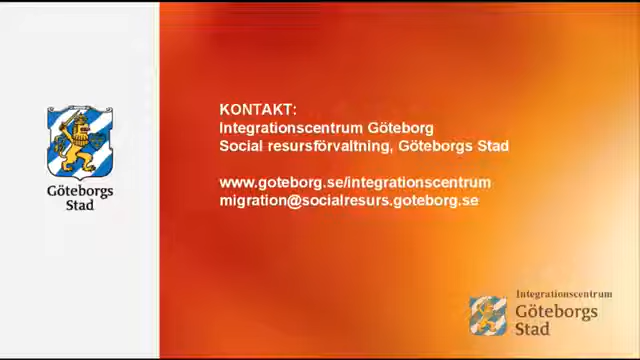 KONTAKT:
Integrationscentrum Göteborg
Social resursförvaltning, Göteborgs Stad
www.goteborg.se/integrationscentrum
migration@socialresurs.goteborg.se
Göteborgs
Stad
Integrationscentrum
Göteborgs
Stad